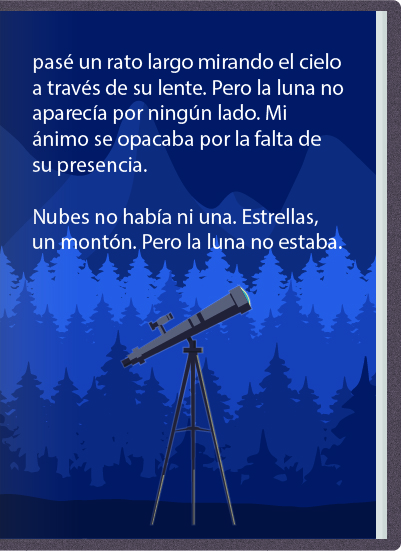 pasé un rato largo mirando el cielo
a través de su lente. Pero la luna no
aparecía por ningún lado. Mi
ánimo se opacaba por la falta de
su presencia.
Nubes no había ni una. Estrellas,
un montón. Pero la luna no estaba.